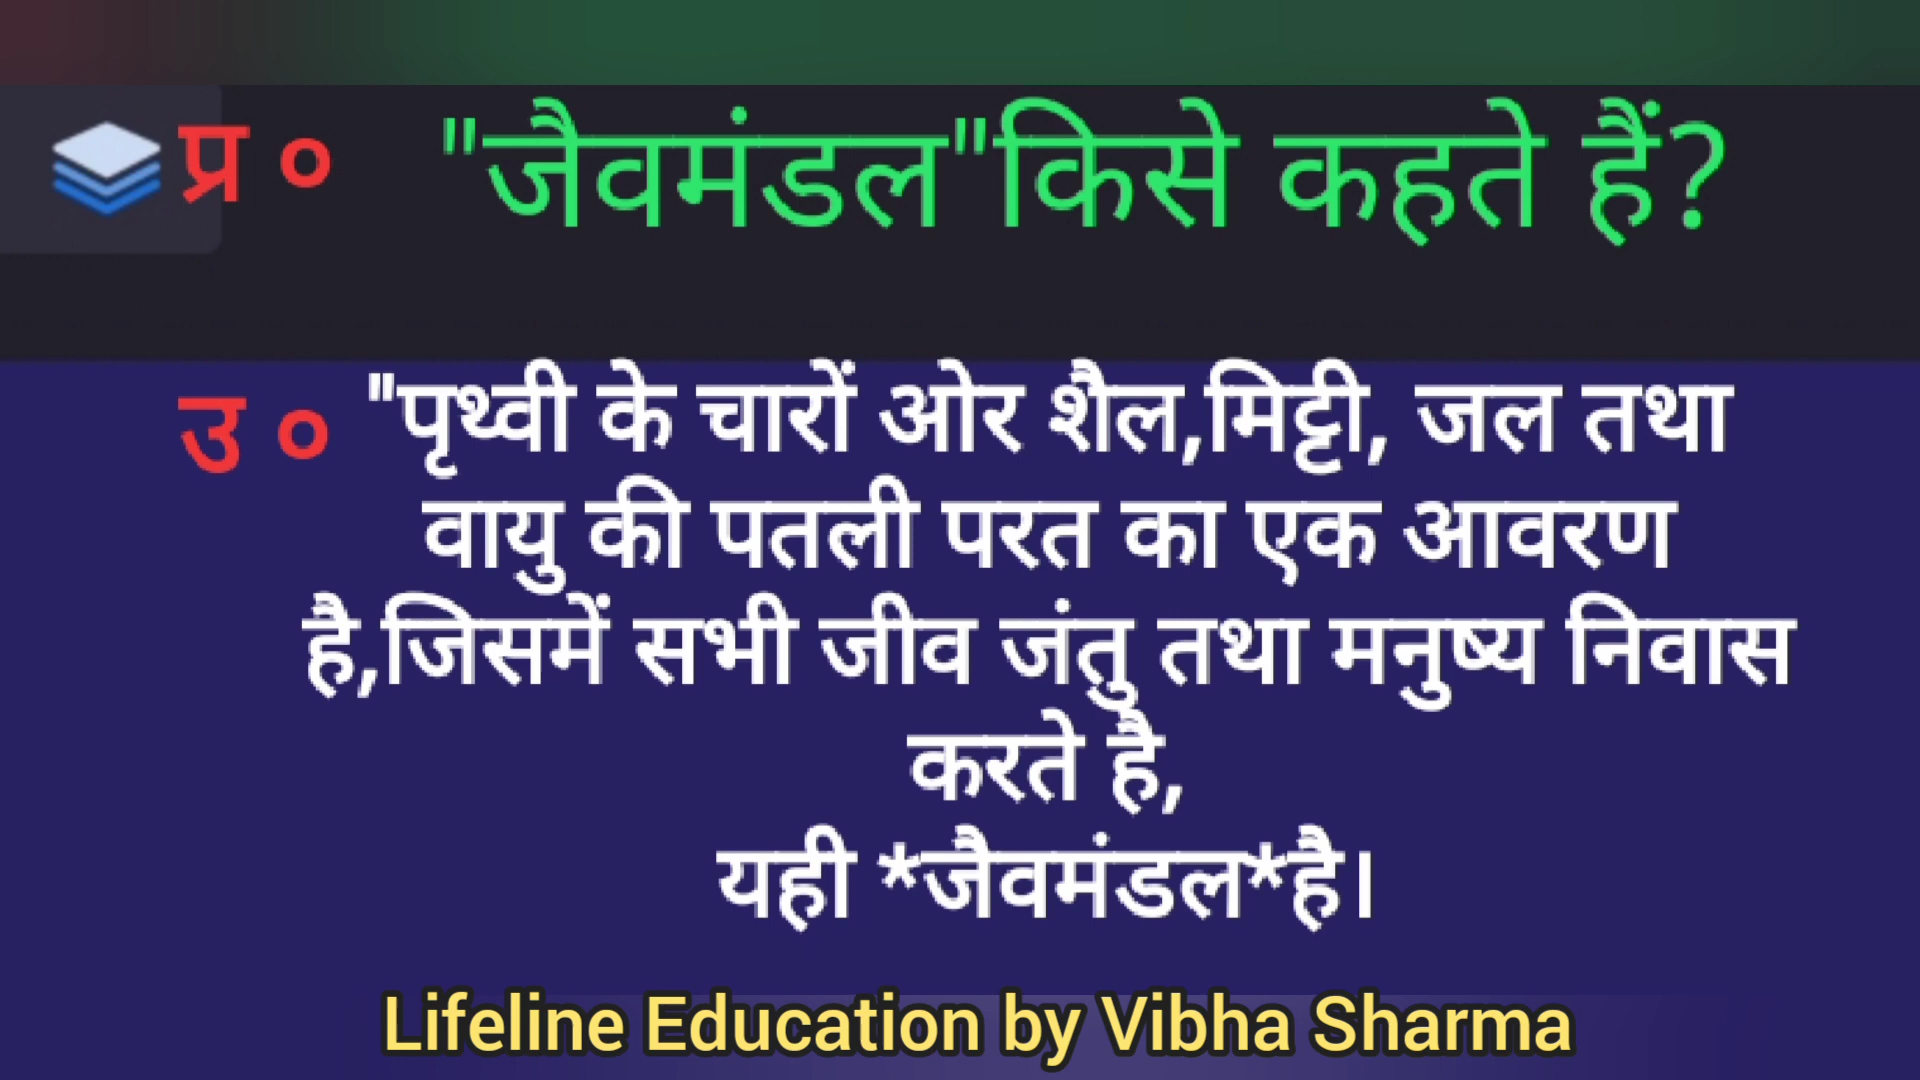 प्र ० "जैवमंडल"किसे कहते हैं?
उ ० "पृथ्वी के चारों ओर शैल,मिट्टी, जल तथा
वायु की पतली परत का एक आवरण
है,जिसमें सभी जीव जंतु तथा मनुष्य निवास
करते है,
यही *जैवमंडल*है।
Lifeline Education by Vibha Sharma